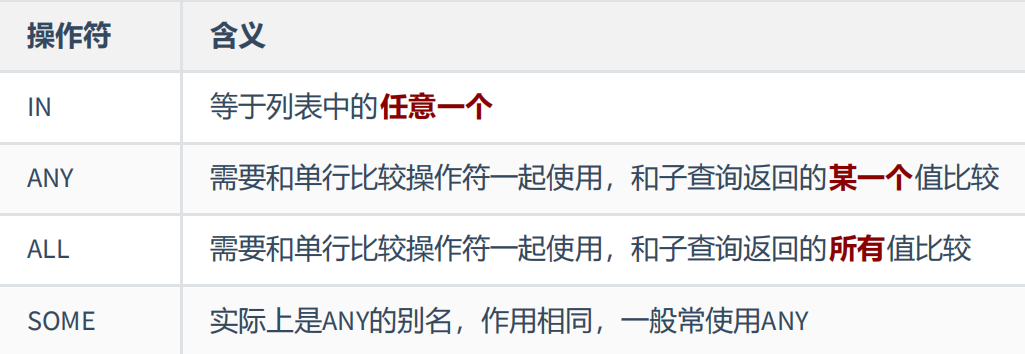 操作符 含义
IN 等于列表中的任意一个
ANY 需要和单行比较操作符一起使用，和子查询返回的某一个值比较
ALL 需要和单行比较操作符一起使用，和子查询返回的所有值比较
SOME 实际上是ANY的别名，作用相同，一般常使用ANY